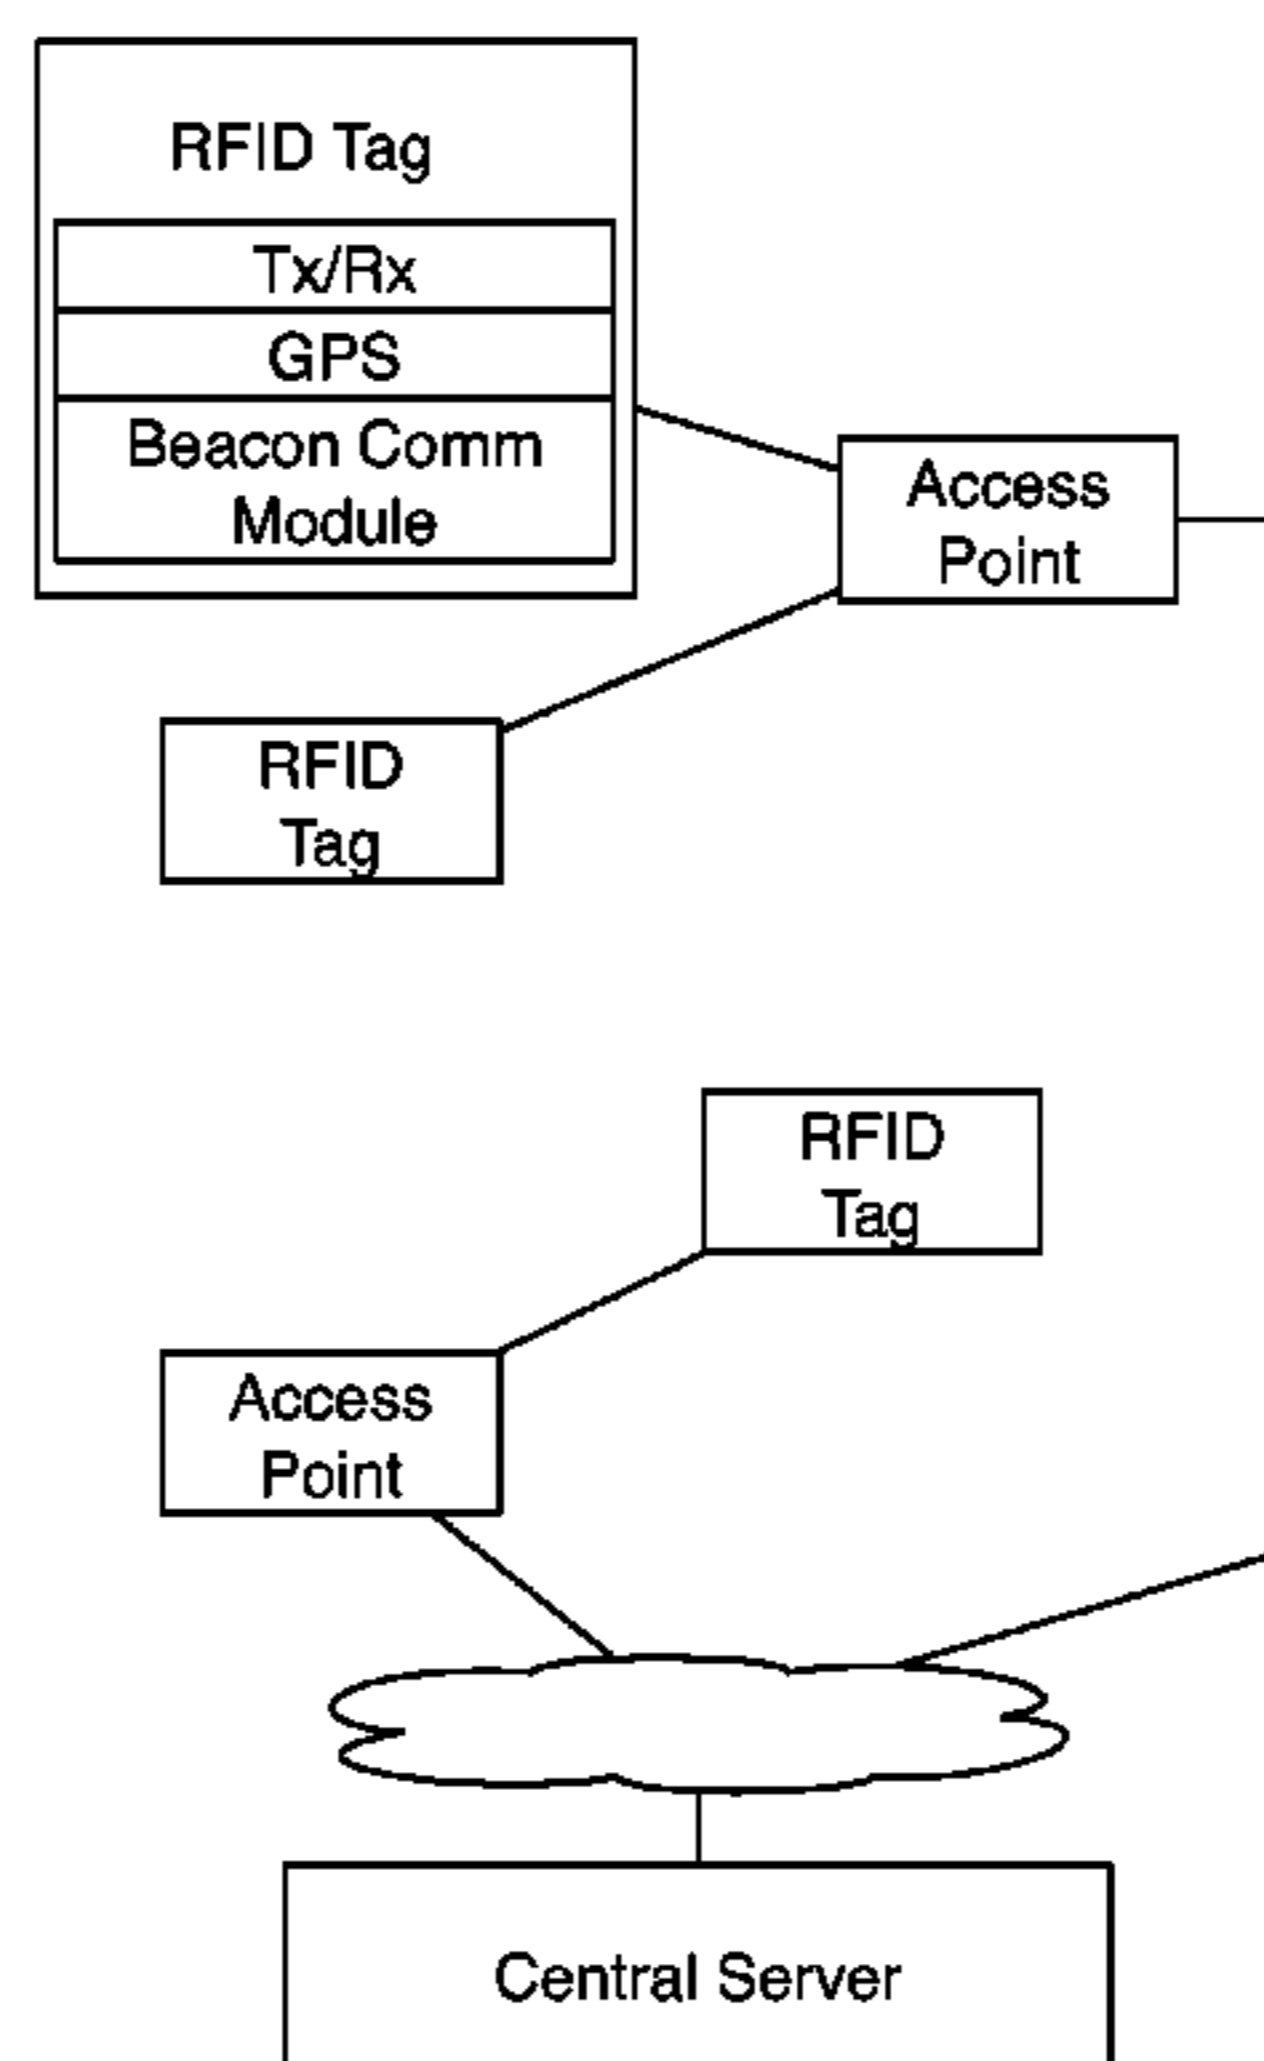 RFID Tag
Tx/Rx
GPS
Beacon Comm
Module
Access
Point
RFID
Tag
RFID
Tag
Access
Point
Central Server